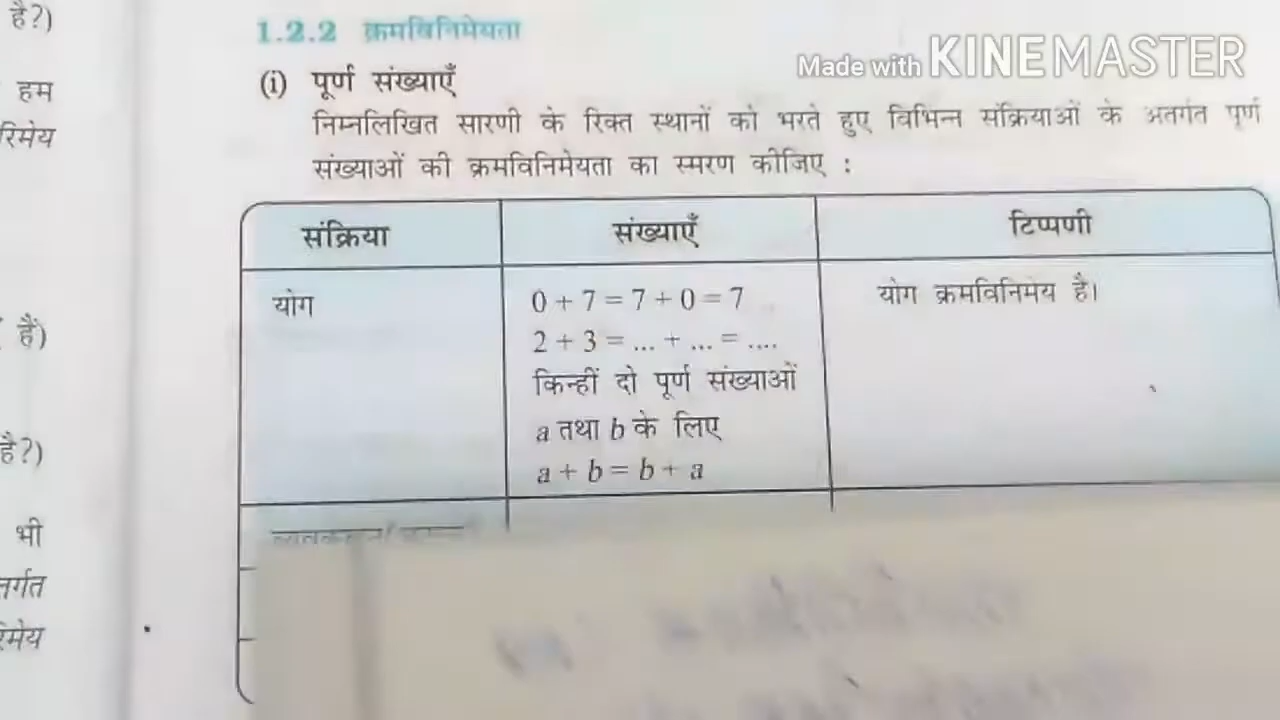 है?)
हम
रिमेय
हैं)
है?)
भी
तर्गत
रिमेय
1.2.2 क्रमविनिमेयता
Made with KINEMASTER
(i) पूर्ण संख्याएँ
निम्नलिखित सारणी के रिक्त स्थानों को भरते हुए विभिन्न संक्रियाओं के अतर्गत पूर्ण
संख्याओं की क्रमविनिमेयता का स्मरण कीजिए :
संक्रिया संख्याएँ टिप्पणी
योग 0 + 7 = 7 + 0 = 7 योग क्रमविनिमेय है।
2 + 3 = ... + ... = ....
किन्हीं दो पूर्ण संख्याओं
a तथा b के लिए
a + b = b + a